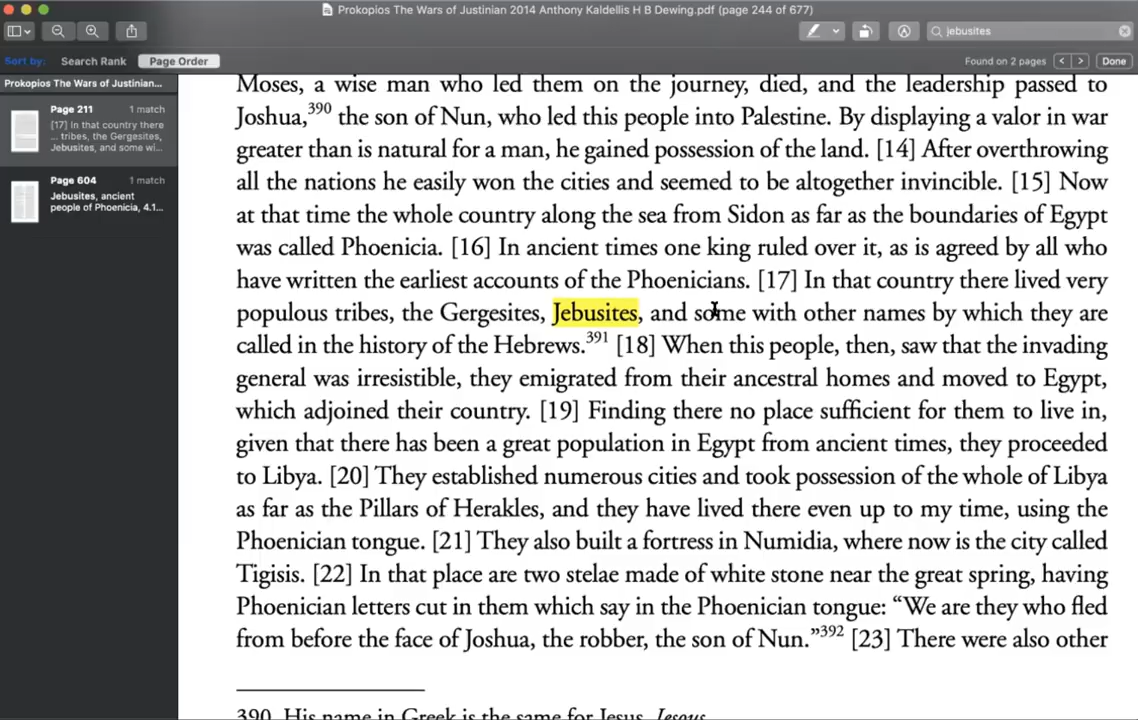 Prokopios The Wars of Justinian 2014 Anthony Kaldellis H B Dewing.pdf (page 244 of 677)
jebusites
Sort by: Search Rank Page Order Found on 2 pages Done
Prokopios The Wars of Justinian...
Page 211 1 match
[17] In that country there
... tribes, the Gergesites,
Jebusites, and some wi...
Page 604 1 match
Jebusites, ancient
people of Phoenicia, 4.1...
Moses, a wise man who led them on the journey, died, and the leadership passed to
Joshua,390 the son of Nun, who led this people into Palestine. By displaying a valor in war
greater than is natural for a man, he gained possession of the land. [14] After overthrowing
all the nations he easily won the cities and seemed to be altogether invincible. [15] Now
at that time the whole country along the sea from Sidon as far as the boundaries of Egypt
was called Phoenicia. [16] In ancient times one king ruled over it, as is agreed by all who
have written the earliest accounts of the Phoenicians. [17] In that country there lived very
populous tribes, the Gergesites, Jebusites, and some with other names by which they are
called in the history of the Hebrews.391 [18] When this people, then, saw that the invading
general was irresistible, they emigrated from their ancestral homes and moved to Egypt,
which adjoined their country. [19] Finding there no place sufficient for them to live in,
given that there has been a great population in Egypt from ancient times, they proceeded
to Libya. [20] They established numerous cities and took possession of the whole of Libya
as far as the Pillars of Herakles, and they have lived there even up to my time, using the
Phoenician tongue. [21] They also built a fortress in Numidia, where now is the city called
Tigisis. [22] In that place are two stelae made of white stone near the great spring, having
Phoenician letters cut in them which say in the Phoenician tongue: “We are they who fled
from before the face of Joshua, the robber, the son of Nun.”392 [23] There were also other
390. His name in Greek is the same for Jesus, Iesous.